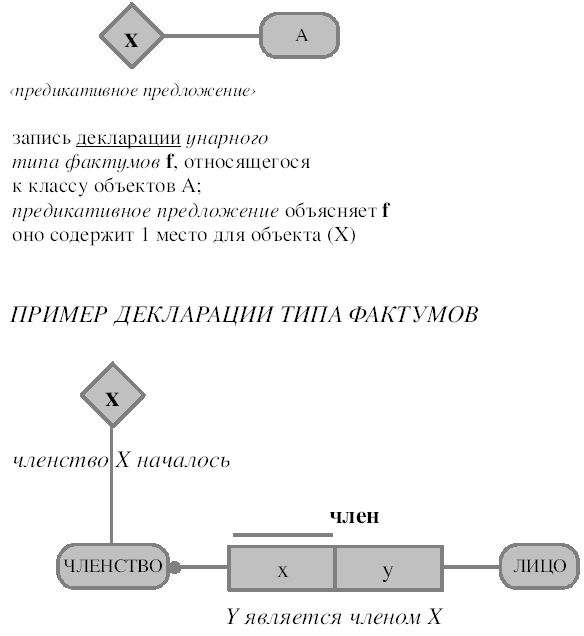 x
A
‹предикативное предложение›
запись декларации унарного
типа фактумов f, относящегося
к классу объектов А;
предикативное предложение объясняет f
оно содержит 1 место для объекта (X)
ПРИМЕР ДЕКЛАРАЦИИ ТИПА ФАКТУМОВ
x
членство X началось
член
ЧЛЕНСТВО
x
y
ЛИЦО
Y является членом X